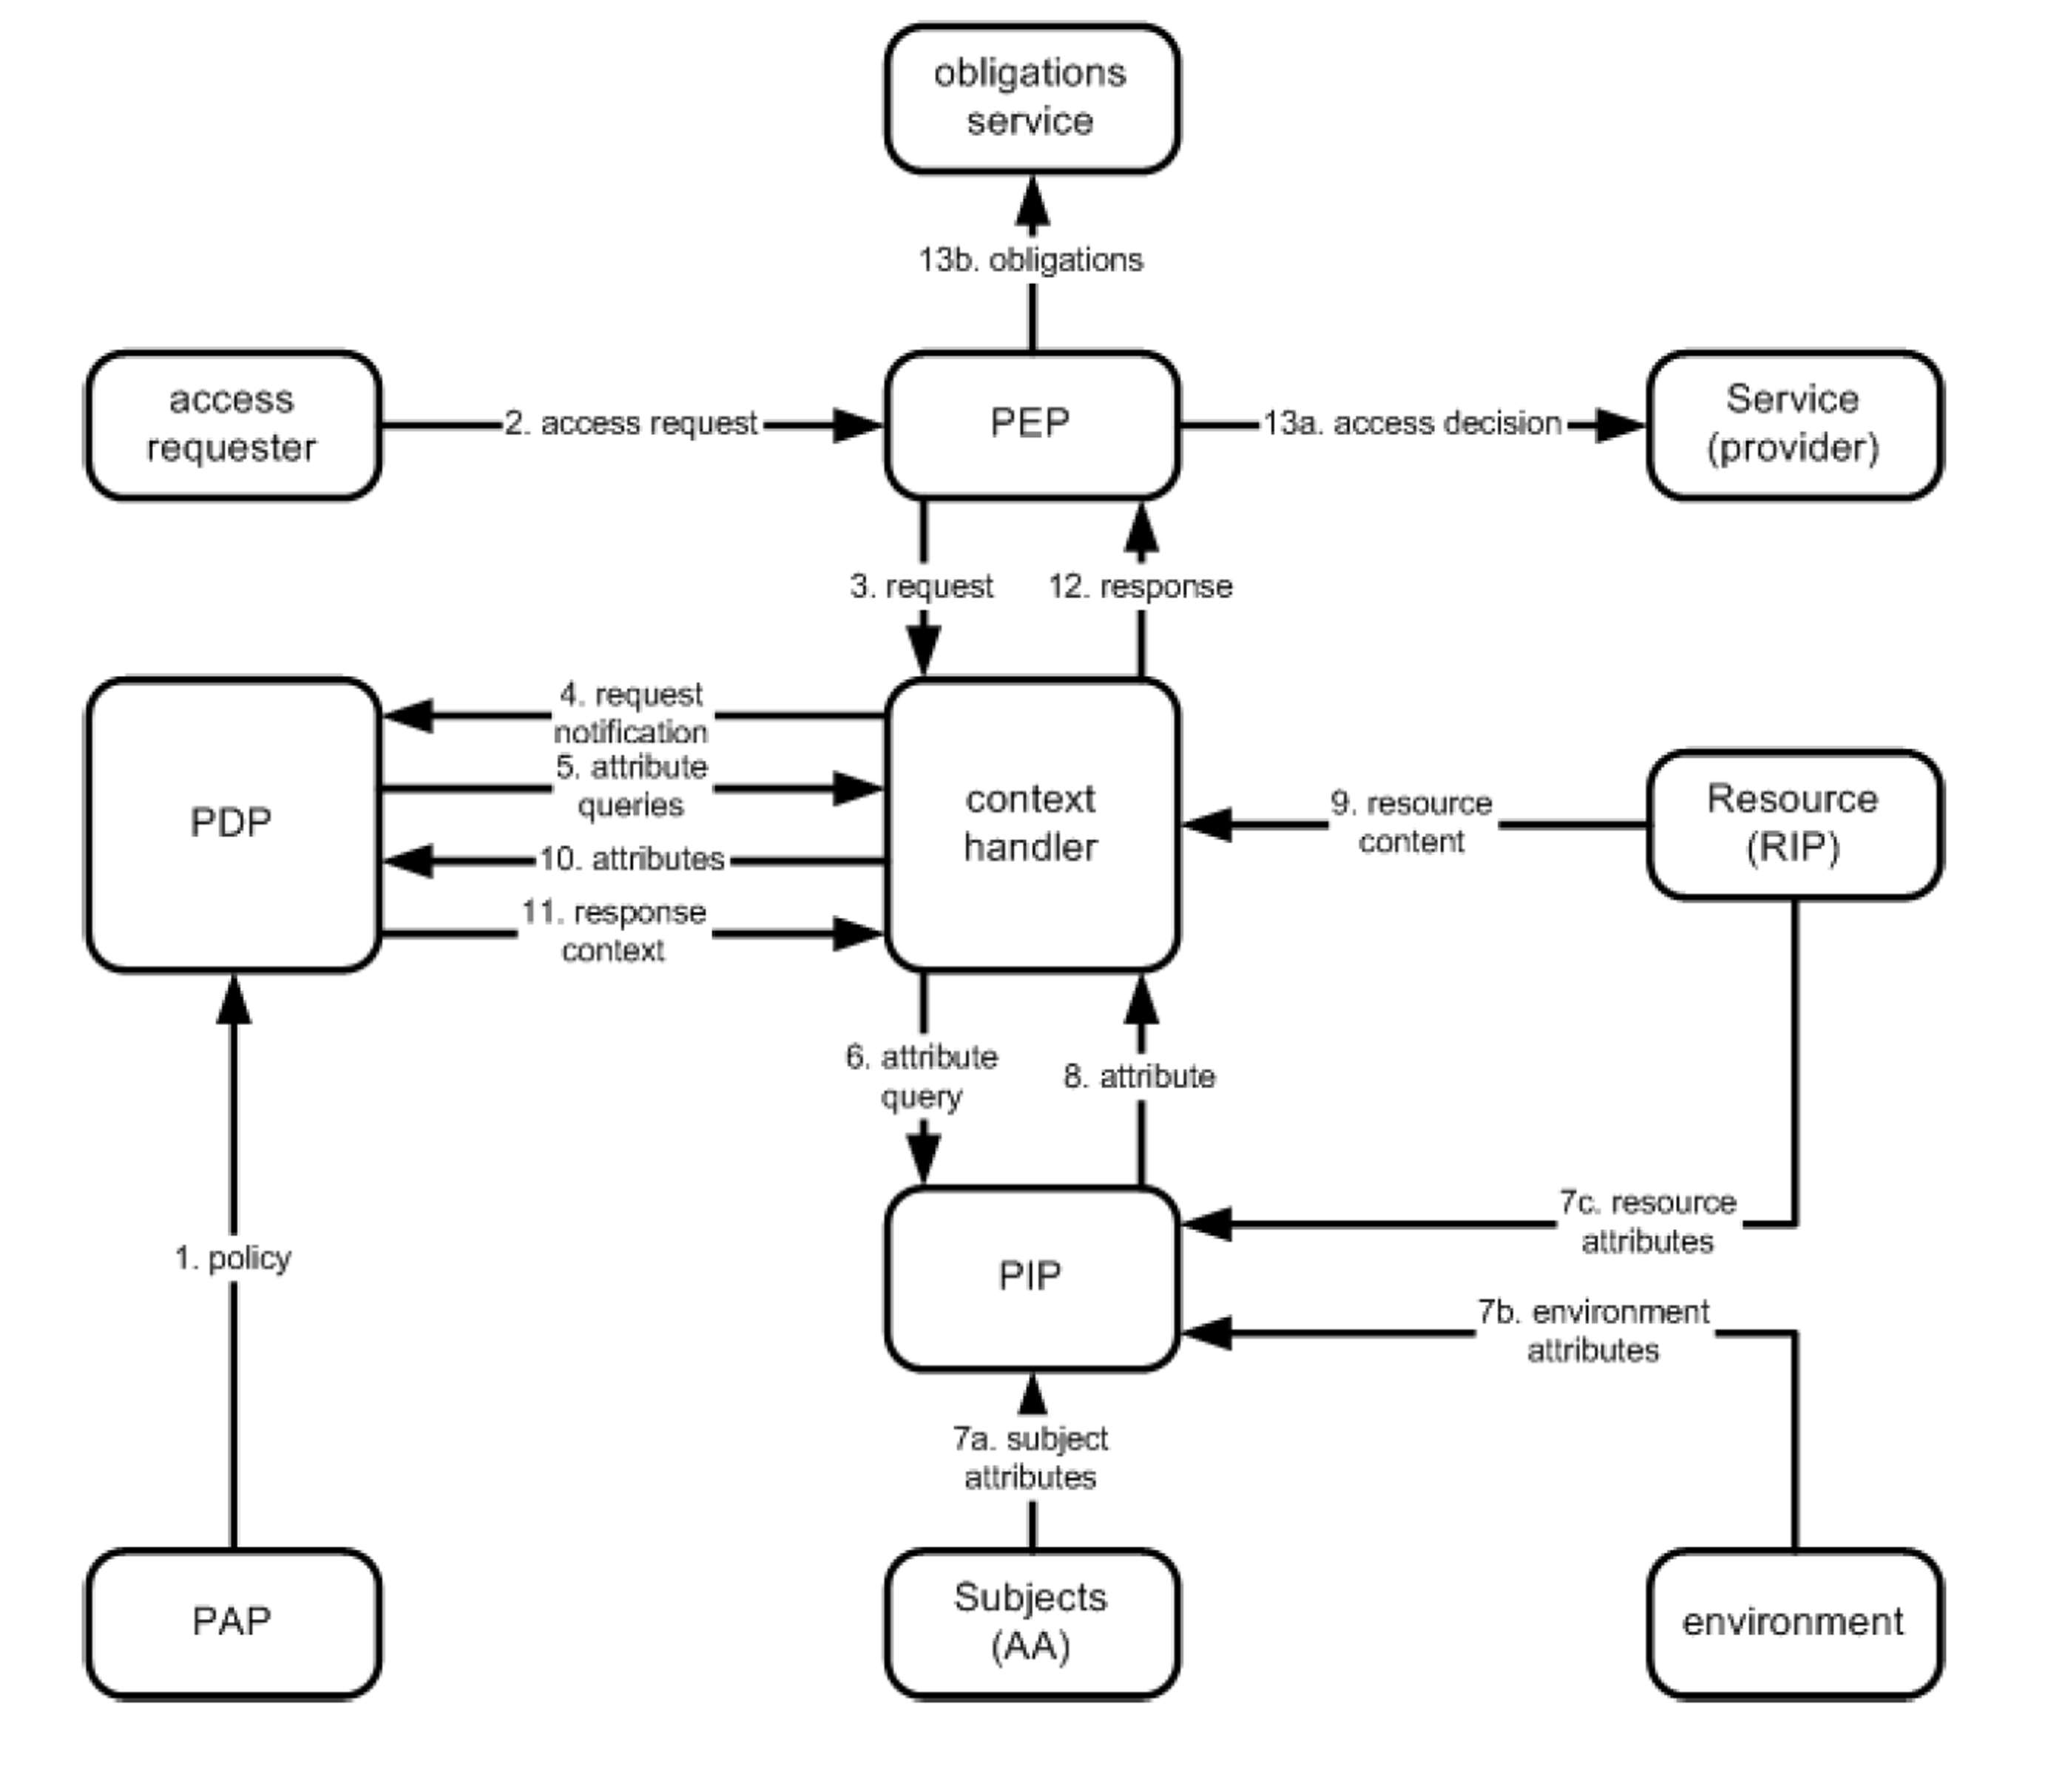 obligations
service
13b. obligations
access
requester
2. access request
PEP
13a. access decision
Service
(provider)
3. request
12. response
4. request
notification
5. attribute
queries
PDP
10. attributes
11. response
context
context
handler
9. resource
content
Resource
(RIP)
6. attribute
query
8. attribute
1. policy
7c. resource
attributes
PIP
7b. environment
attributes
7a. subject
attributes
PAP
Subjects
(AA)
environment